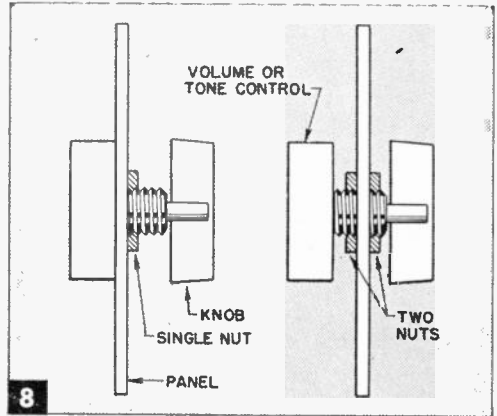 VOLUME OR
TONE CONTROL
KNOB
SINGLE NUT
TWO
NUTS
PANEL
8